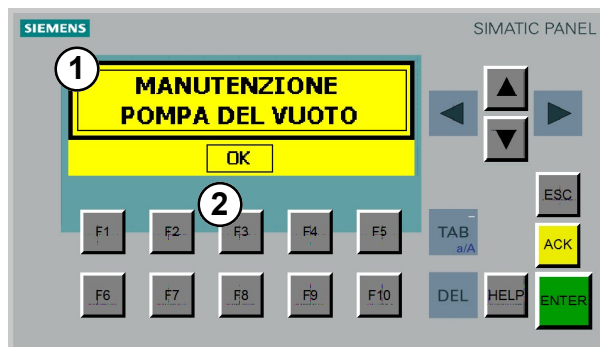 SIEMENS
SIMATIC PANEL
1
MANUTENZIONE
POMPA DEL VUOTO
OK
2
ESC
F1 F2 F3 F4 F5
TAB
a/A
ACK
F6 F7 F8 F9 F10
DEL
HELP
ENTER